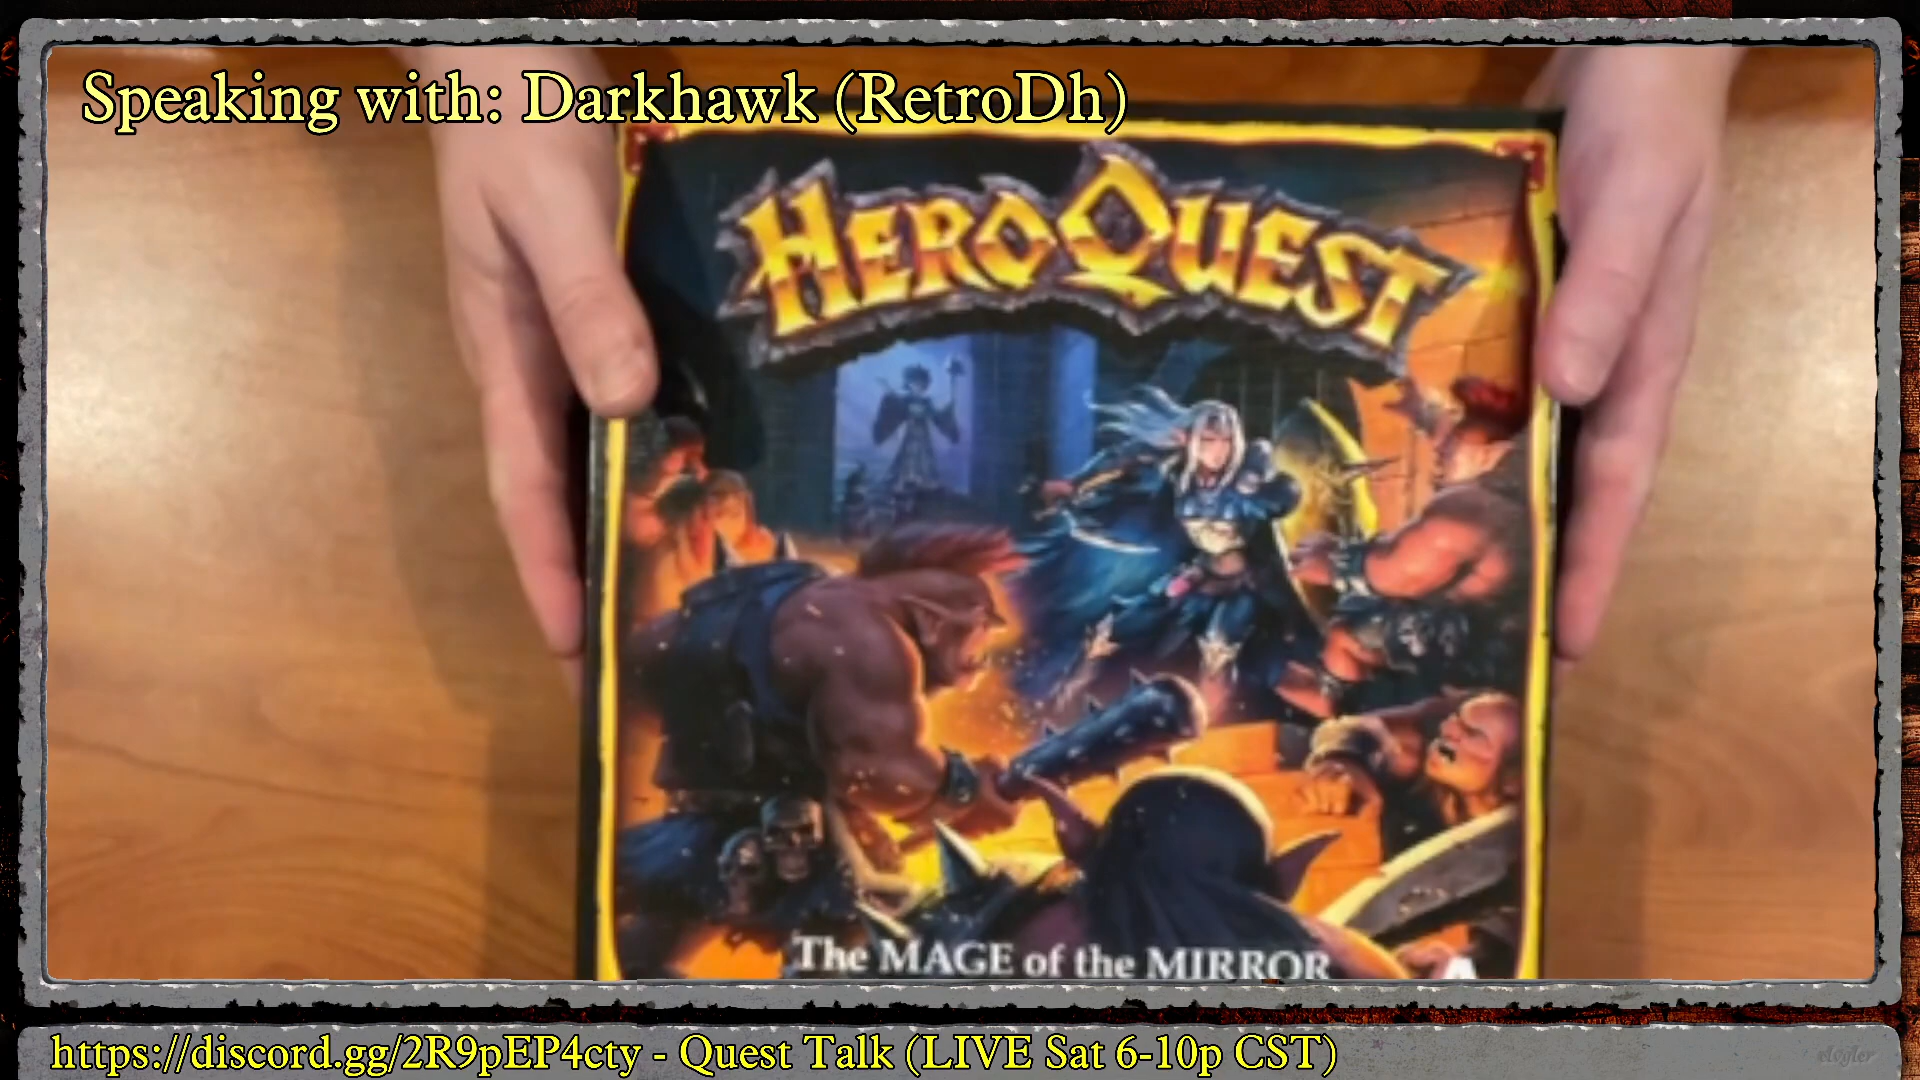 Speaking with: Darkhawk (RetroDh)
HEROQUEST
The MAGE of the MIRROR
https://discord.gg/2R9pEP4cty - Quest Talk (LIVE Sat 6-10p CST)